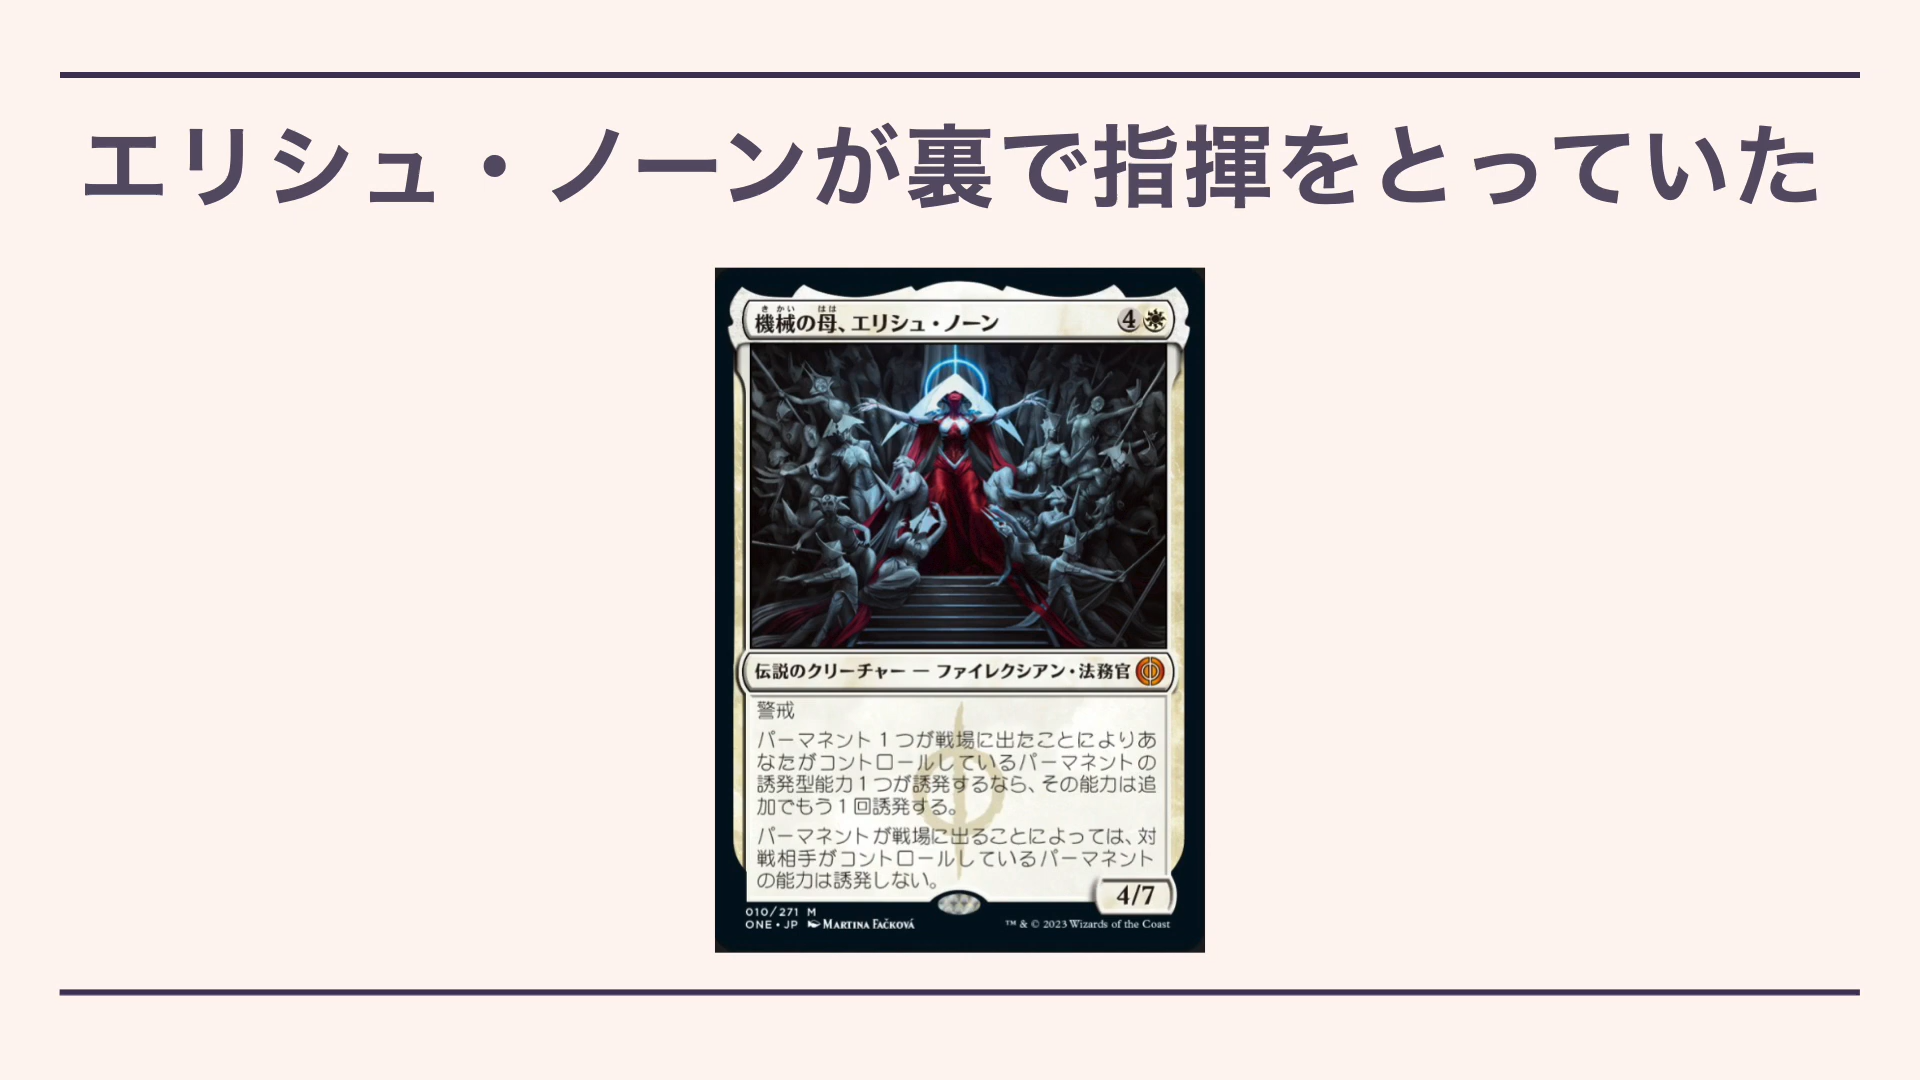 エリシュ・ノーンが裏で指揮をとっていた
きかい はは
機械の母、エリシュ・ノーン 4
伝説のクリーチャー ― ファイレクシアン・法務官
警戒
パーマネント1つが戦場に出たことによりあ
なたがコントロールしているパーマネントの
誘発型能力1つが誘発するなら、その能力は追
加でもう1回誘発する。
パーマネントが戦場に出ることによっては、対
戦相手がコントロールしているパーマネント
の能力は誘発しない。
4/7
010/271 M
ONE • JP MARTINA FAČKOVÁ
™ & © 2023 Wizards of the Coast